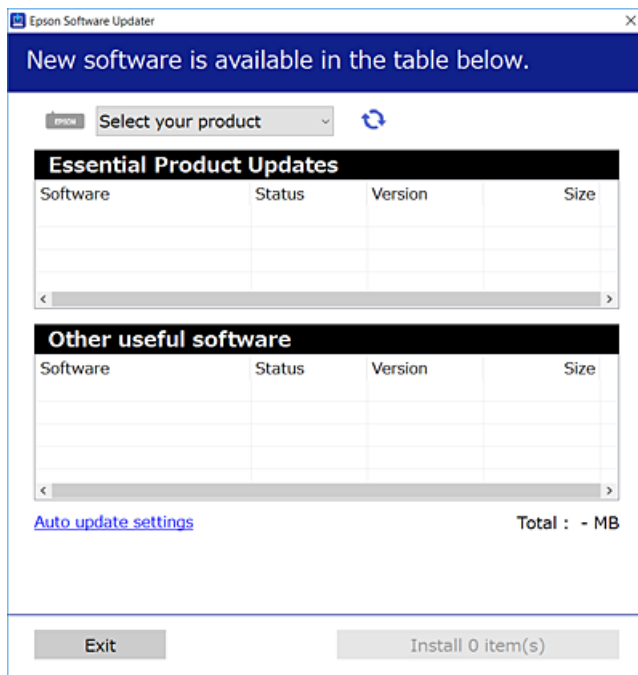 Epson Software Updater
New software is available in the table below.
EPSON Select your product
Essential Product Updates
Software Status Version Size
Other useful software
Software Status Version Size
Auto update settings Total : - MB
Exit Install 0 item(s)